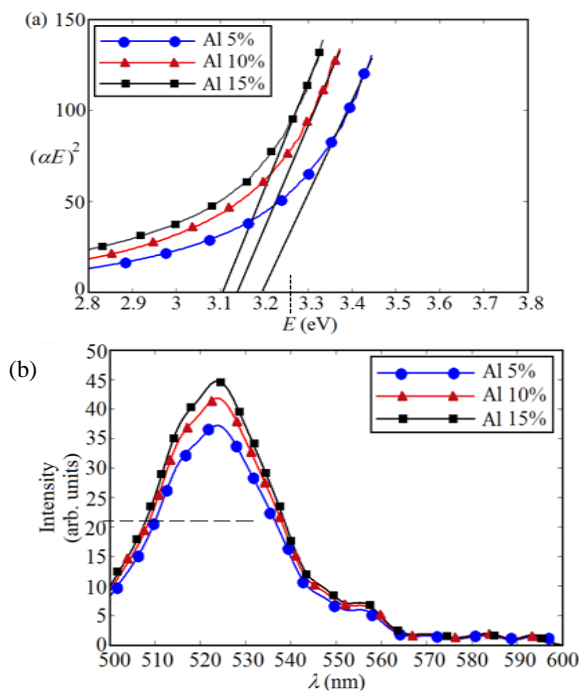 (a)
Al 5%
Al 10%
Al 15%
150
100
(αE)²
50
0
2.8 2.9 3 3.1 3.2 3.3 3.4 3.5 3.6 3.7 3.8
E (eV)
(b)
50
45
40
35
30
25
20
15
10
5
0
Al 5%
Al 10%
Al 15%
Intensity
(arb. units)
500 510 520 530 540 550 560 570 580 590 600
λ (nm)